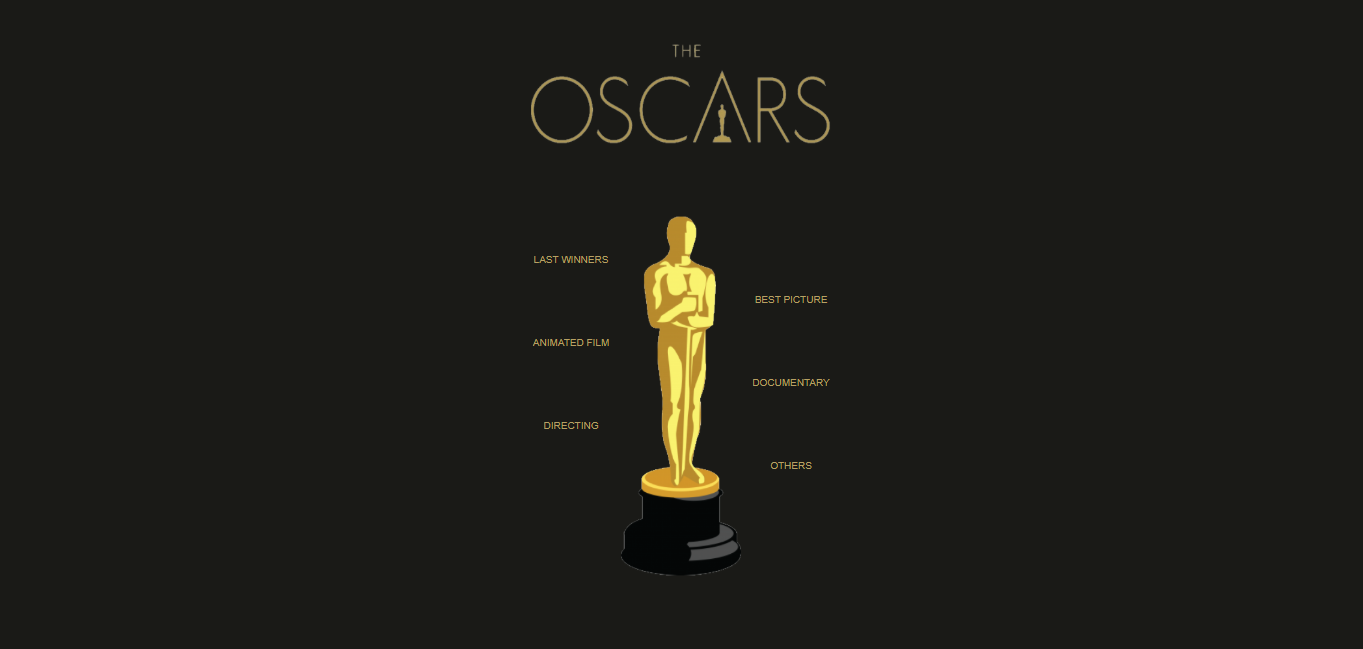 THE
OSCARS
LAST WINNERS
BEST PICTURE
ANIMATED FILM
DOCUMENTARY
DIRECTING
OTHERS